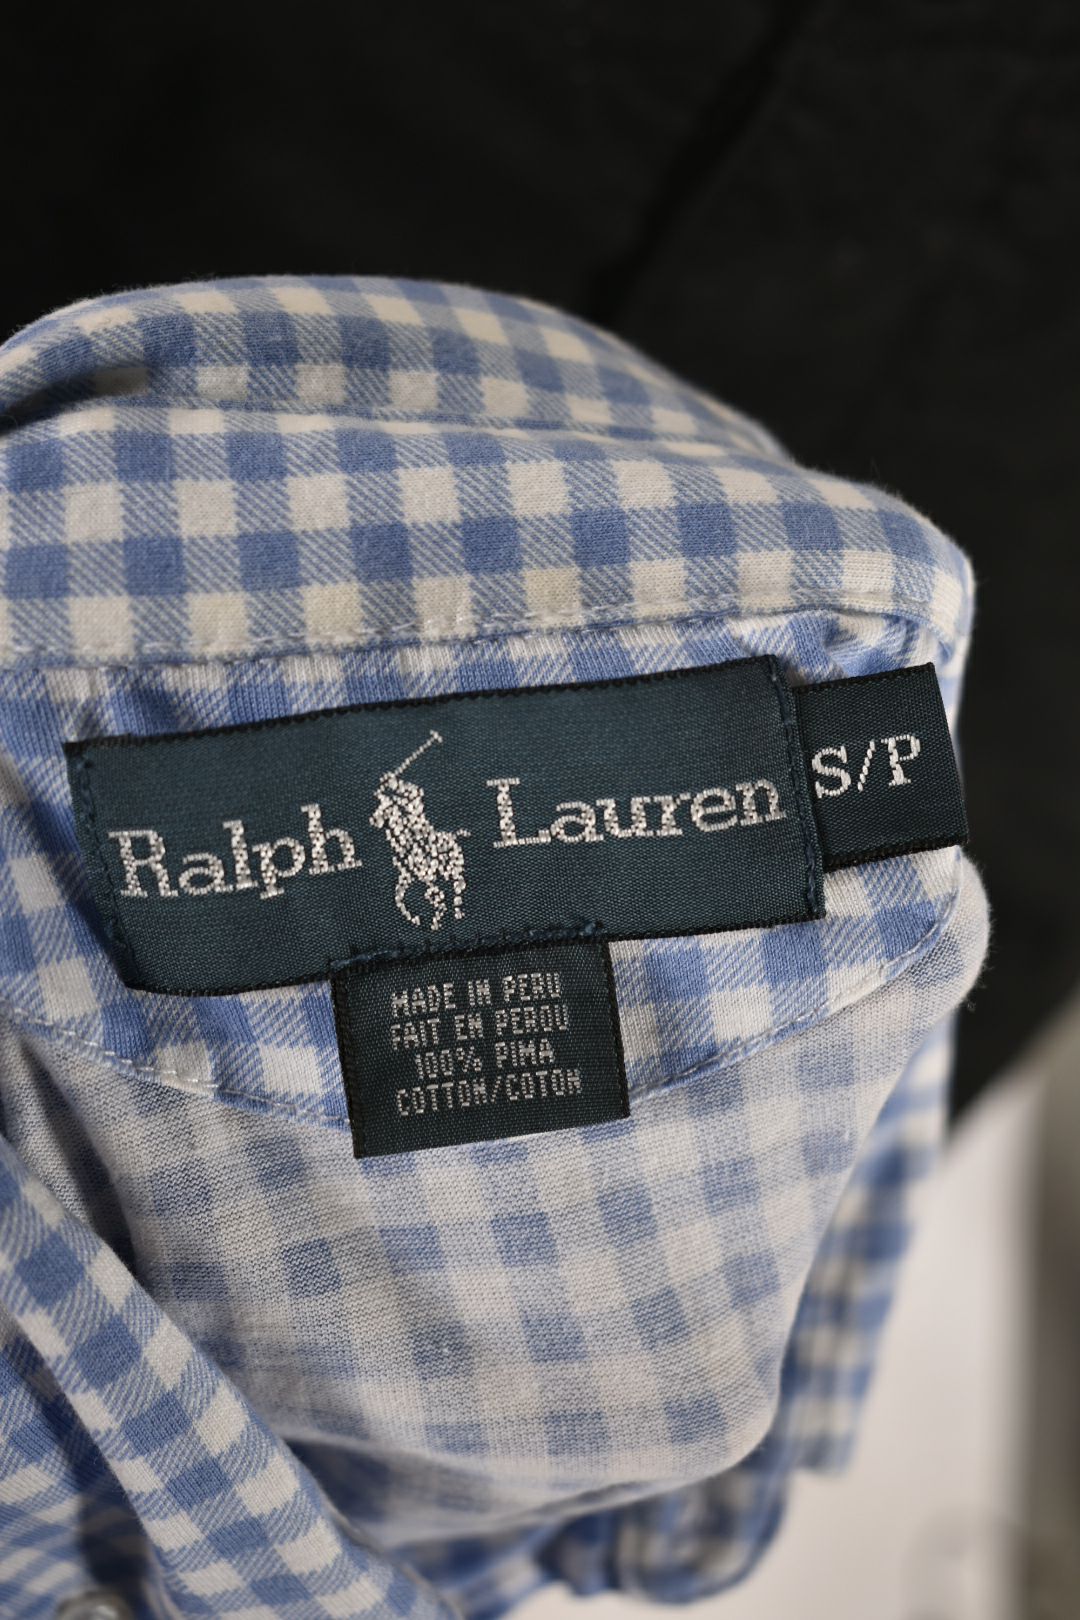 Ralph Lauren
S/P
MADE IN PERU
FAIT EN PEROU
100% PIMA
COTTON/COTON